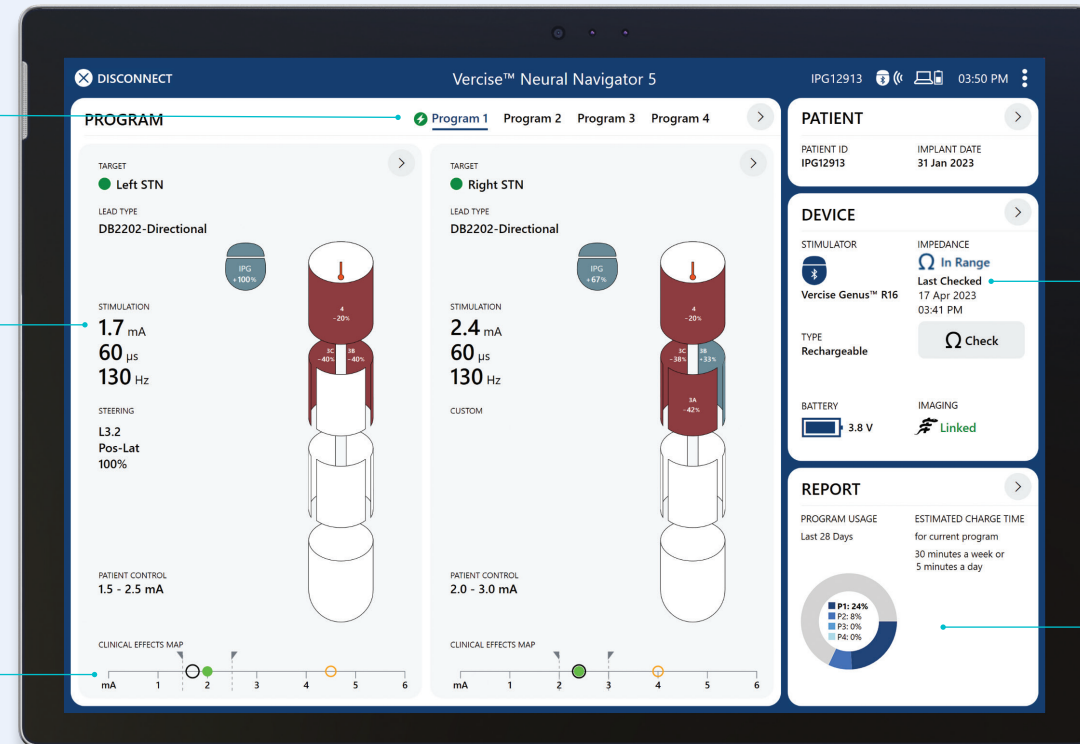 DISCONNECT
Vercise™ Neural Navigator 5
IPG12913
03:50 PM
PROGRAM
Program 1 Program 2 Program 3 Program 4
TARGET
Left STN
LEAD TYPE
DB2202-Directional
IPG
+100%
STIMULATION
1.7 mA
60 µs
130 Hz
STEERING
L3.2
Pos-Lat
100%
4
-20%
3C
-40%
3B
-40%
PATIENT CONTROL
1.5 - 2.5 mA
CLINICAL EFFECTS MAP
mA 1 2 3 4 5 6
TARGET
Right STN
LEAD TYPE
DB2202-Directional
IPG
+67%
STIMULATION
2.4 mA
60 µs
130 Hz
CUSTOM
4
-20%
3C
-38%
3B
+33%
3A
-42%
PATIENT CONTROL
2.0 - 3.0 mA
CLINICAL EFFECTS MAP
mA 1 2 3 4 5 6
PATIENT
PATIENT ID
IPG12913
IMPLANT DATE
31 Jan 2023
DEVICE
STIMULATOR
Vercise Genus™ R16
IMPEDANCE
Ω In Range
Last Checked
17 Apr 2023
03:41 PM
TYPE
Rechargeable
Ω Check
BATTERY
3.8 V
IMAGING
Linked
REPORT
PROGRAM USAGE
Last 28 Days
P1: 24%
P2: 8%
P3: 0%
P4: 0%
ESTIMATED CHARGE TIME
for current program
30 minutes a week or
5 minutes a day